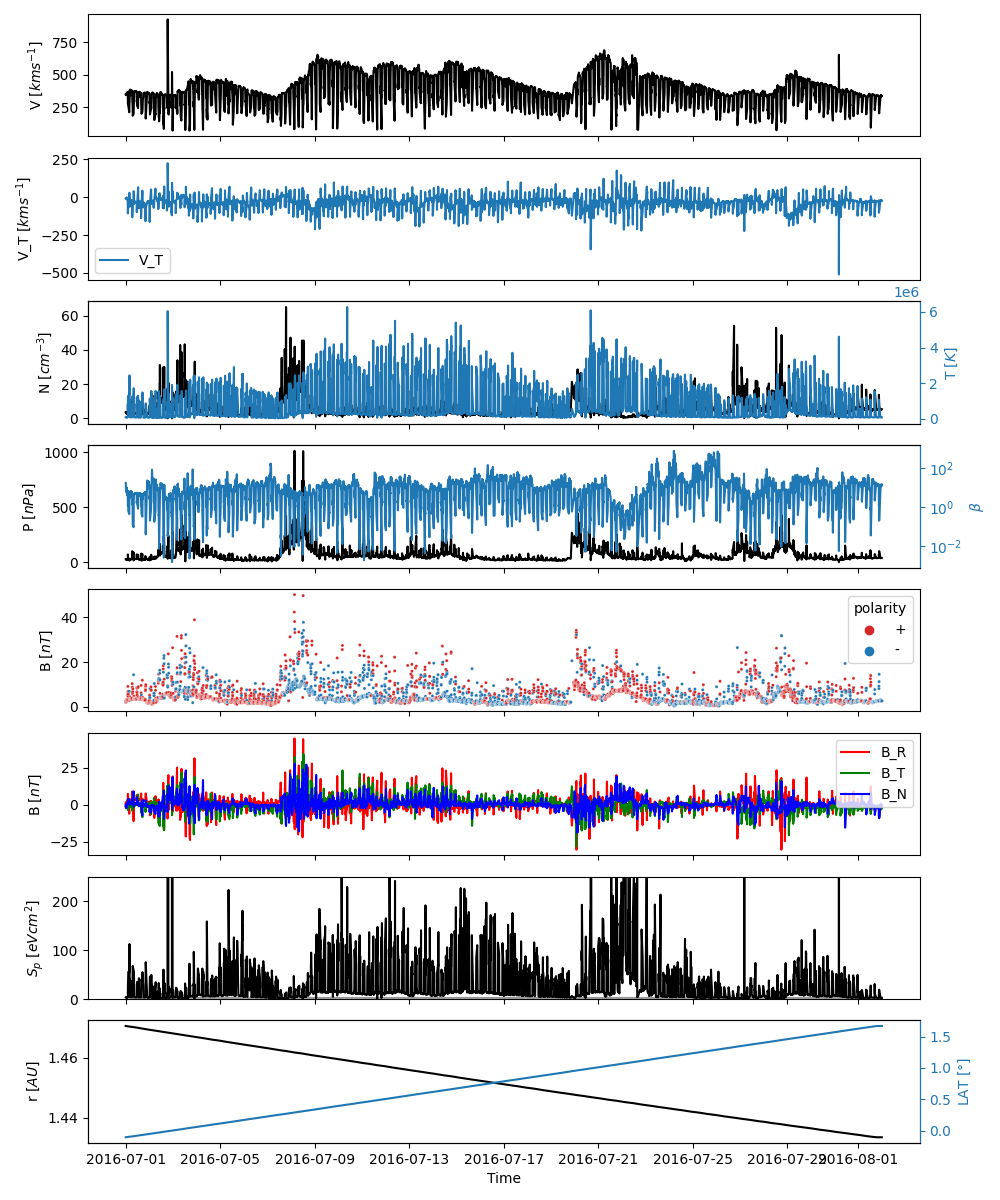 V [kms⁻¹]
750
500
250
V_T [kms⁻¹]
250
0
−250
−500
V_T
N [cm⁻³]
60
40
20
0
1e6
6
4
2
0
T [K]
P [nPa]
1000
500
0
10²
10⁰
10⁻²
β
B [nT]
40
20
0
polarity
+
-
B [nT]
25
0
−25
B_R
B_T
B_N
Sₚ [eVcm²]
200
100
0
r [AU]
1.46
1.44
1.5
1.0
0.5
0.0
LAT [°]
2016-07-01 2016-07-05 2016-07-09 2016-07-13 2016-07-17 2016-07-21 2016-07-25 2016-07-29 2016-08-01
Time